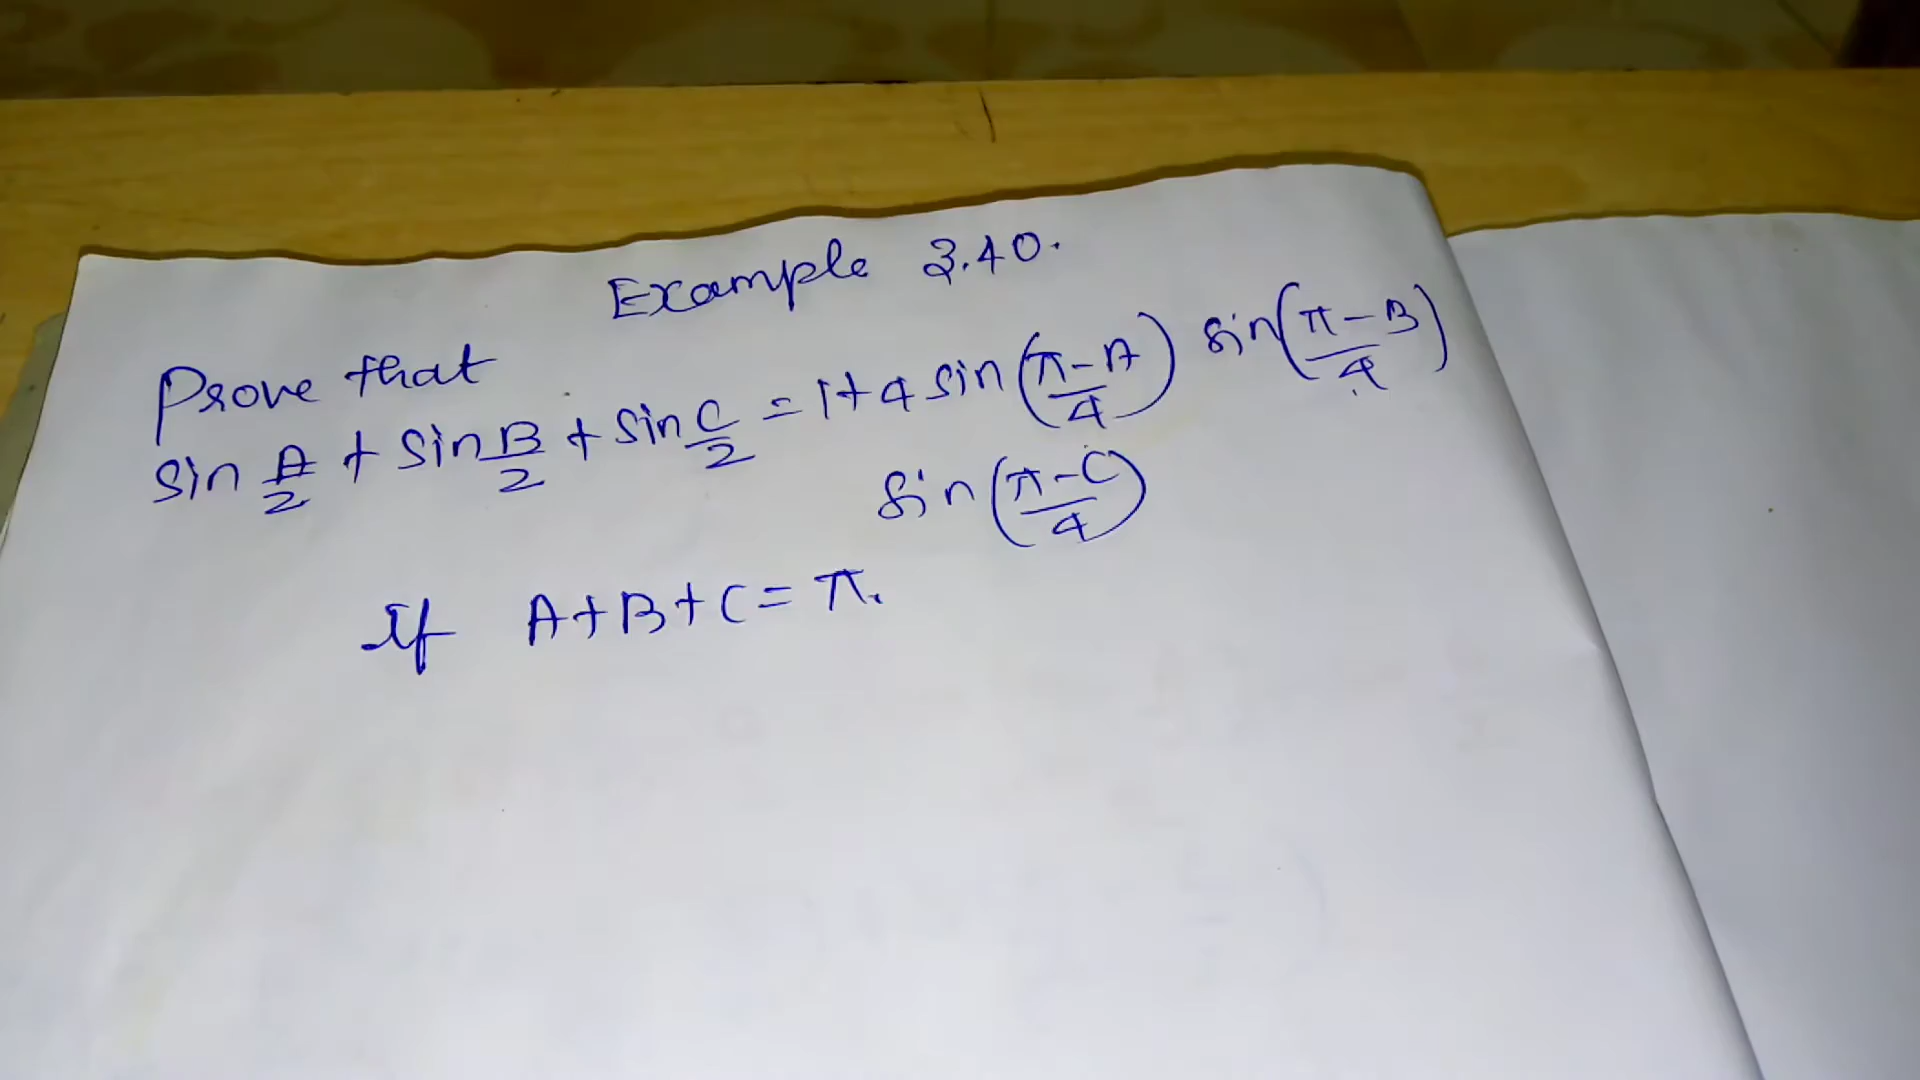 Example 3.40.
Prove that
sin A/2 + sin B/2 + sin C/2 = 1+4 sin (π-A/4) sin (π-B/4)
sin (π-C/4)
If A+B+C = π.